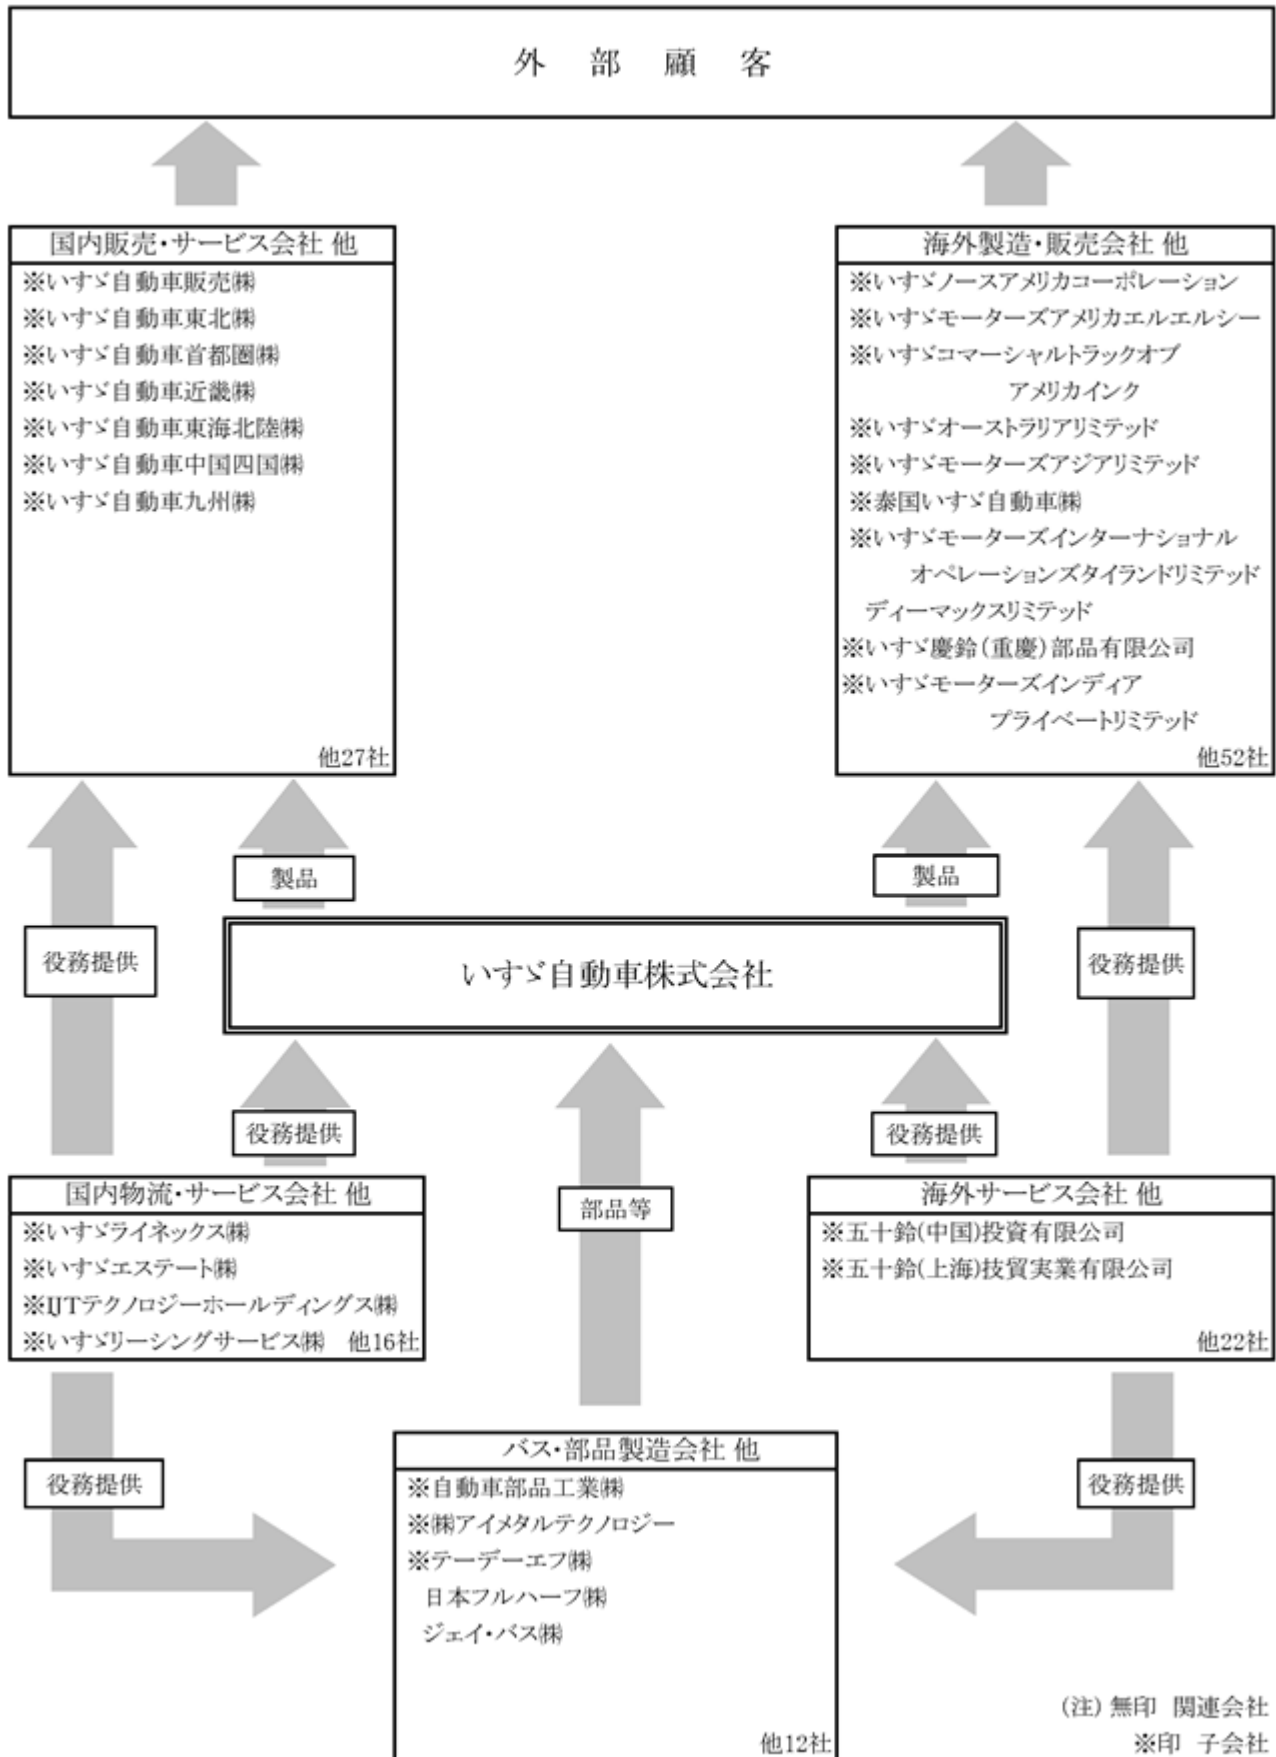 外部顧客
国内販売・サービス会社 他
※いすゞ自動車販売㈱
※いすゞ自動車東北㈱
※いすゞ自動車首都圏㈱
※いすゞ自動車近畿㈱
※いすゞ自動車東海北陸㈱
※いすゞ自動車中国四国㈱
※いすゞ自動車九州㈱
他27社
海外製造・販売会社 他
※いすゞノースアメリカコーポレーション
※いすゞモーターズアメリカエルエルシー
※いすゞコマーシャルトラックオブ
アメリカインク
※いすゞオーストラリアリミテッド
※いすゞモーターズアジアリミテッド
※泰国いすゞ自動車㈱
※いすゞモーターズインターナショナル
オペレーションズタイランドリミテッド
ディーマックスリミテッド
※いすゞ慶鈴(重慶)部品有限公司
※いすゞモーターズインディア
プライベートリミテッド
他52社
製品
製品
役務提供
役務提供
いすゞ自動車株式会社
役務提供
部品等
役務提供
国内物流・サービス会社 他
※いすゞライネックス㈱
※いすゞエステート㈱
※IJTテクノロジーホールディングス㈱
※いすゞリーシングサービス㈱ 他16社
海外サービス会社 他
※五十鈴(中国)投資有限公司
※五十鈴(上海)技貿実業有限公司
他22社
役務提供
役務提供
バス・部品製造会社 他
※自動車部品工業㈱
※㈱アイメタルテクノロジー
※テーデーエフ㈱
日本フルハーフ㈱
ジェイ・バス㈱
他12社
(注) 無印 関連会社
※印 子会社